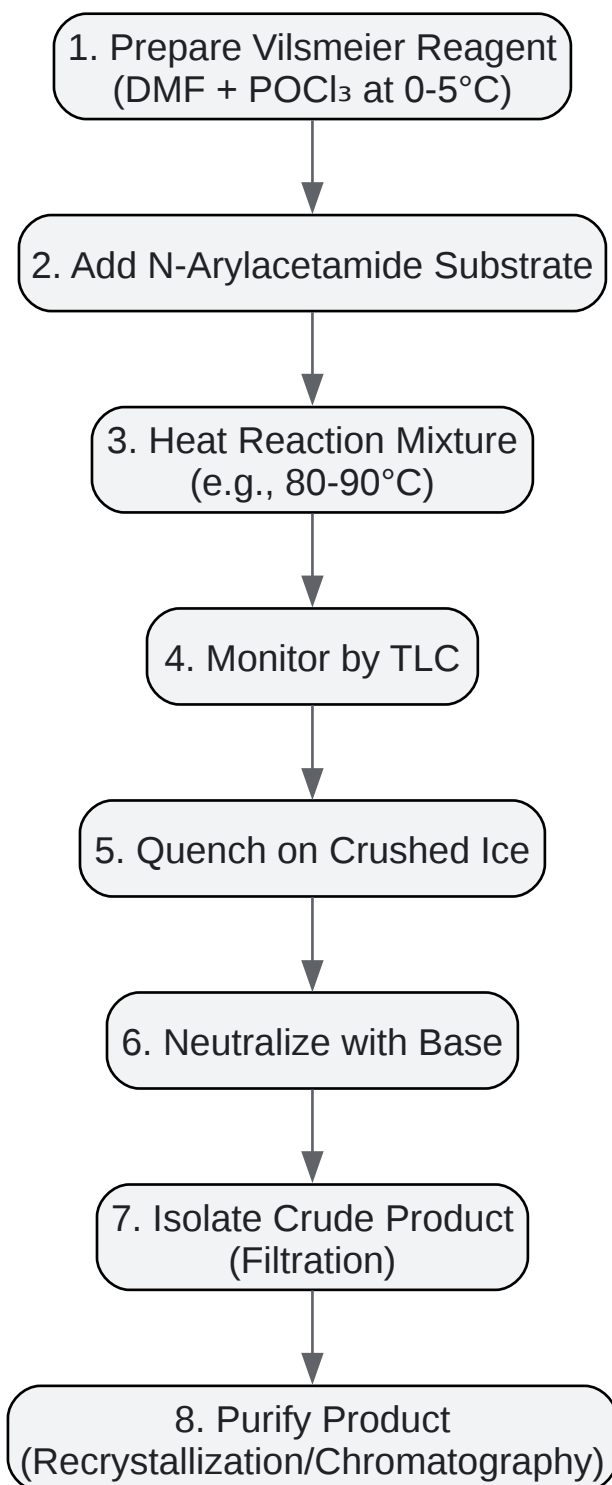 1. Prepare Vilsmeier Reagent
(DMF + POCl₃ at 0-5°C)
2. Add N-Arylacetamide Substrate
3. Heat Reaction Mixture
(e.g., 80-90°C)
4. Monitor by TLC
5. Quench on Crushed Ice
6. Neutralize with Base
7. Isolate Crude Product
(Filtration)
8. Purify Product
(Recrystallization/Chromatography)